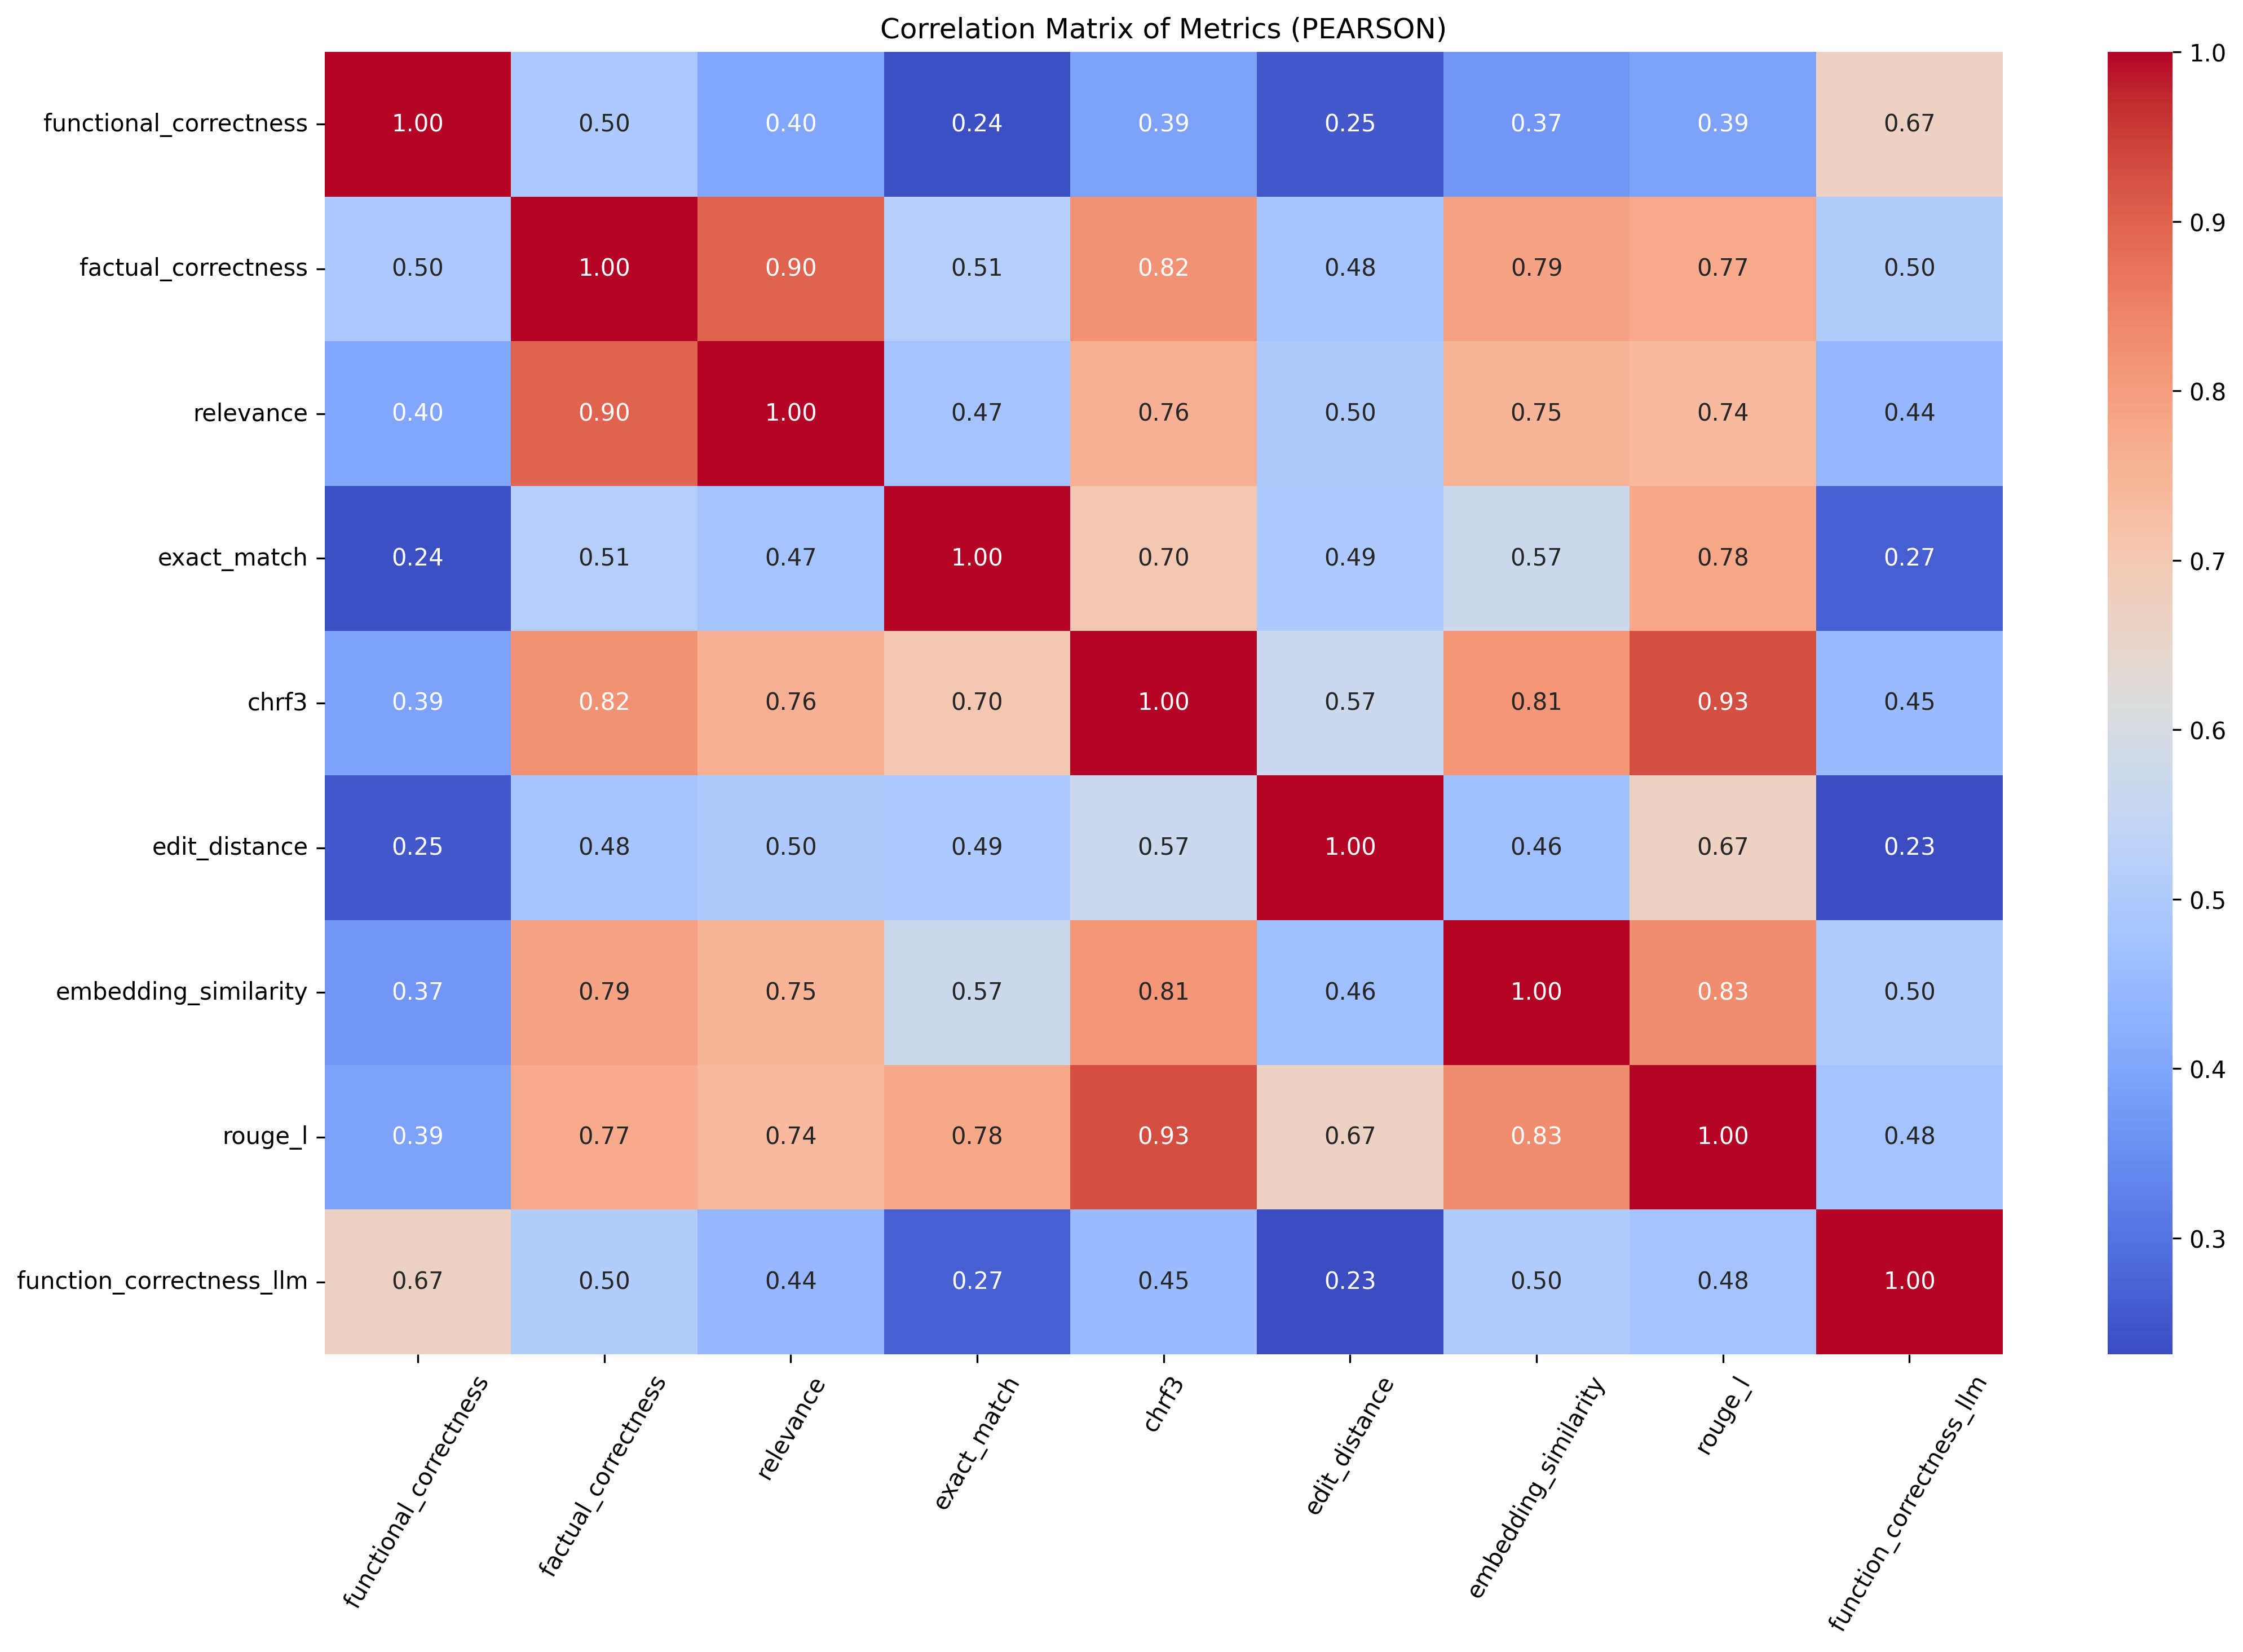 Correlation Matrix of Metrics (PEARSON)
functional_correctness 1.00 0.50 0.40 0.24 0.39 0.25 0.37 0.39 0.67
factual_correctness 0.50 1.00 0.90 0.51 0.82 0.48 0.79 0.77 0.50
relevance 0.40 0.90 1.00 0.47 0.76 0.50 0.75 0.74 0.44
exact_match 0.24 0.51 0.47 1.00 0.70 0.49 0.57 0.78 0.27
chrf3 0.39 0.82 0.76 0.70 1.00 0.57 0.81 0.93 0.45
edit_distance 0.25 0.48 0.50 0.49 0.57 1.00 0.46 0.67 0.23
embedding_similarity 0.37 0.79 0.75 0.57 0.81 0.46 1.00 0.83 0.50
rouge_l 0.39 0.77 0.74 0.78 0.93 0.67 0.83 1.00 0.48
function_correctness_llm 0.67 0.50 0.44 0.27 0.45 0.23 0.50 0.48 1.00
functional_correctness
factual_correctness
relevance
exact_match
chrf3
edit_distance
embedding_similarity
rouge_l
function_correctness_llm
1.0
0.9
0.8
0.7
0.6
0.5
0.4
0.3